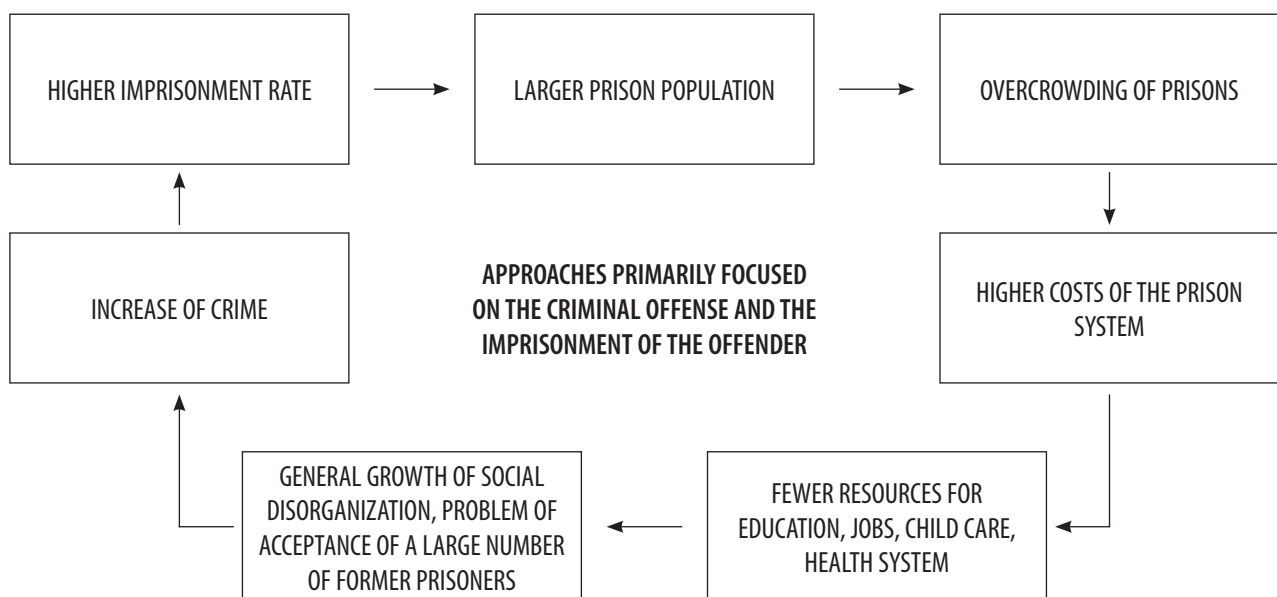 HIGHER IMPRISONMENT RATE
LARGER PRISON POPULATION
OVERCROWDING OF PRISONS
HIGHER COSTS OF THE PRISON
SYSTEM
FEWER RESOURCES FOR
EDUCATION, JOBS, CHILD CARE,
HEALTH SYSTEM
GENERAL GROWTH OF SOCIAL
DISORGANIZATION, PROBLEM OF
ACCEPTANCE OF A LARGE NUMBER
OF FORMER PRISONERS
INCREASE OF CRIME
APPROACHES PRIMARILY FOCUSED
ON THE CRIMINAL OFFENSE AND THE
IMPRISONMENT OF THE OFFENDER